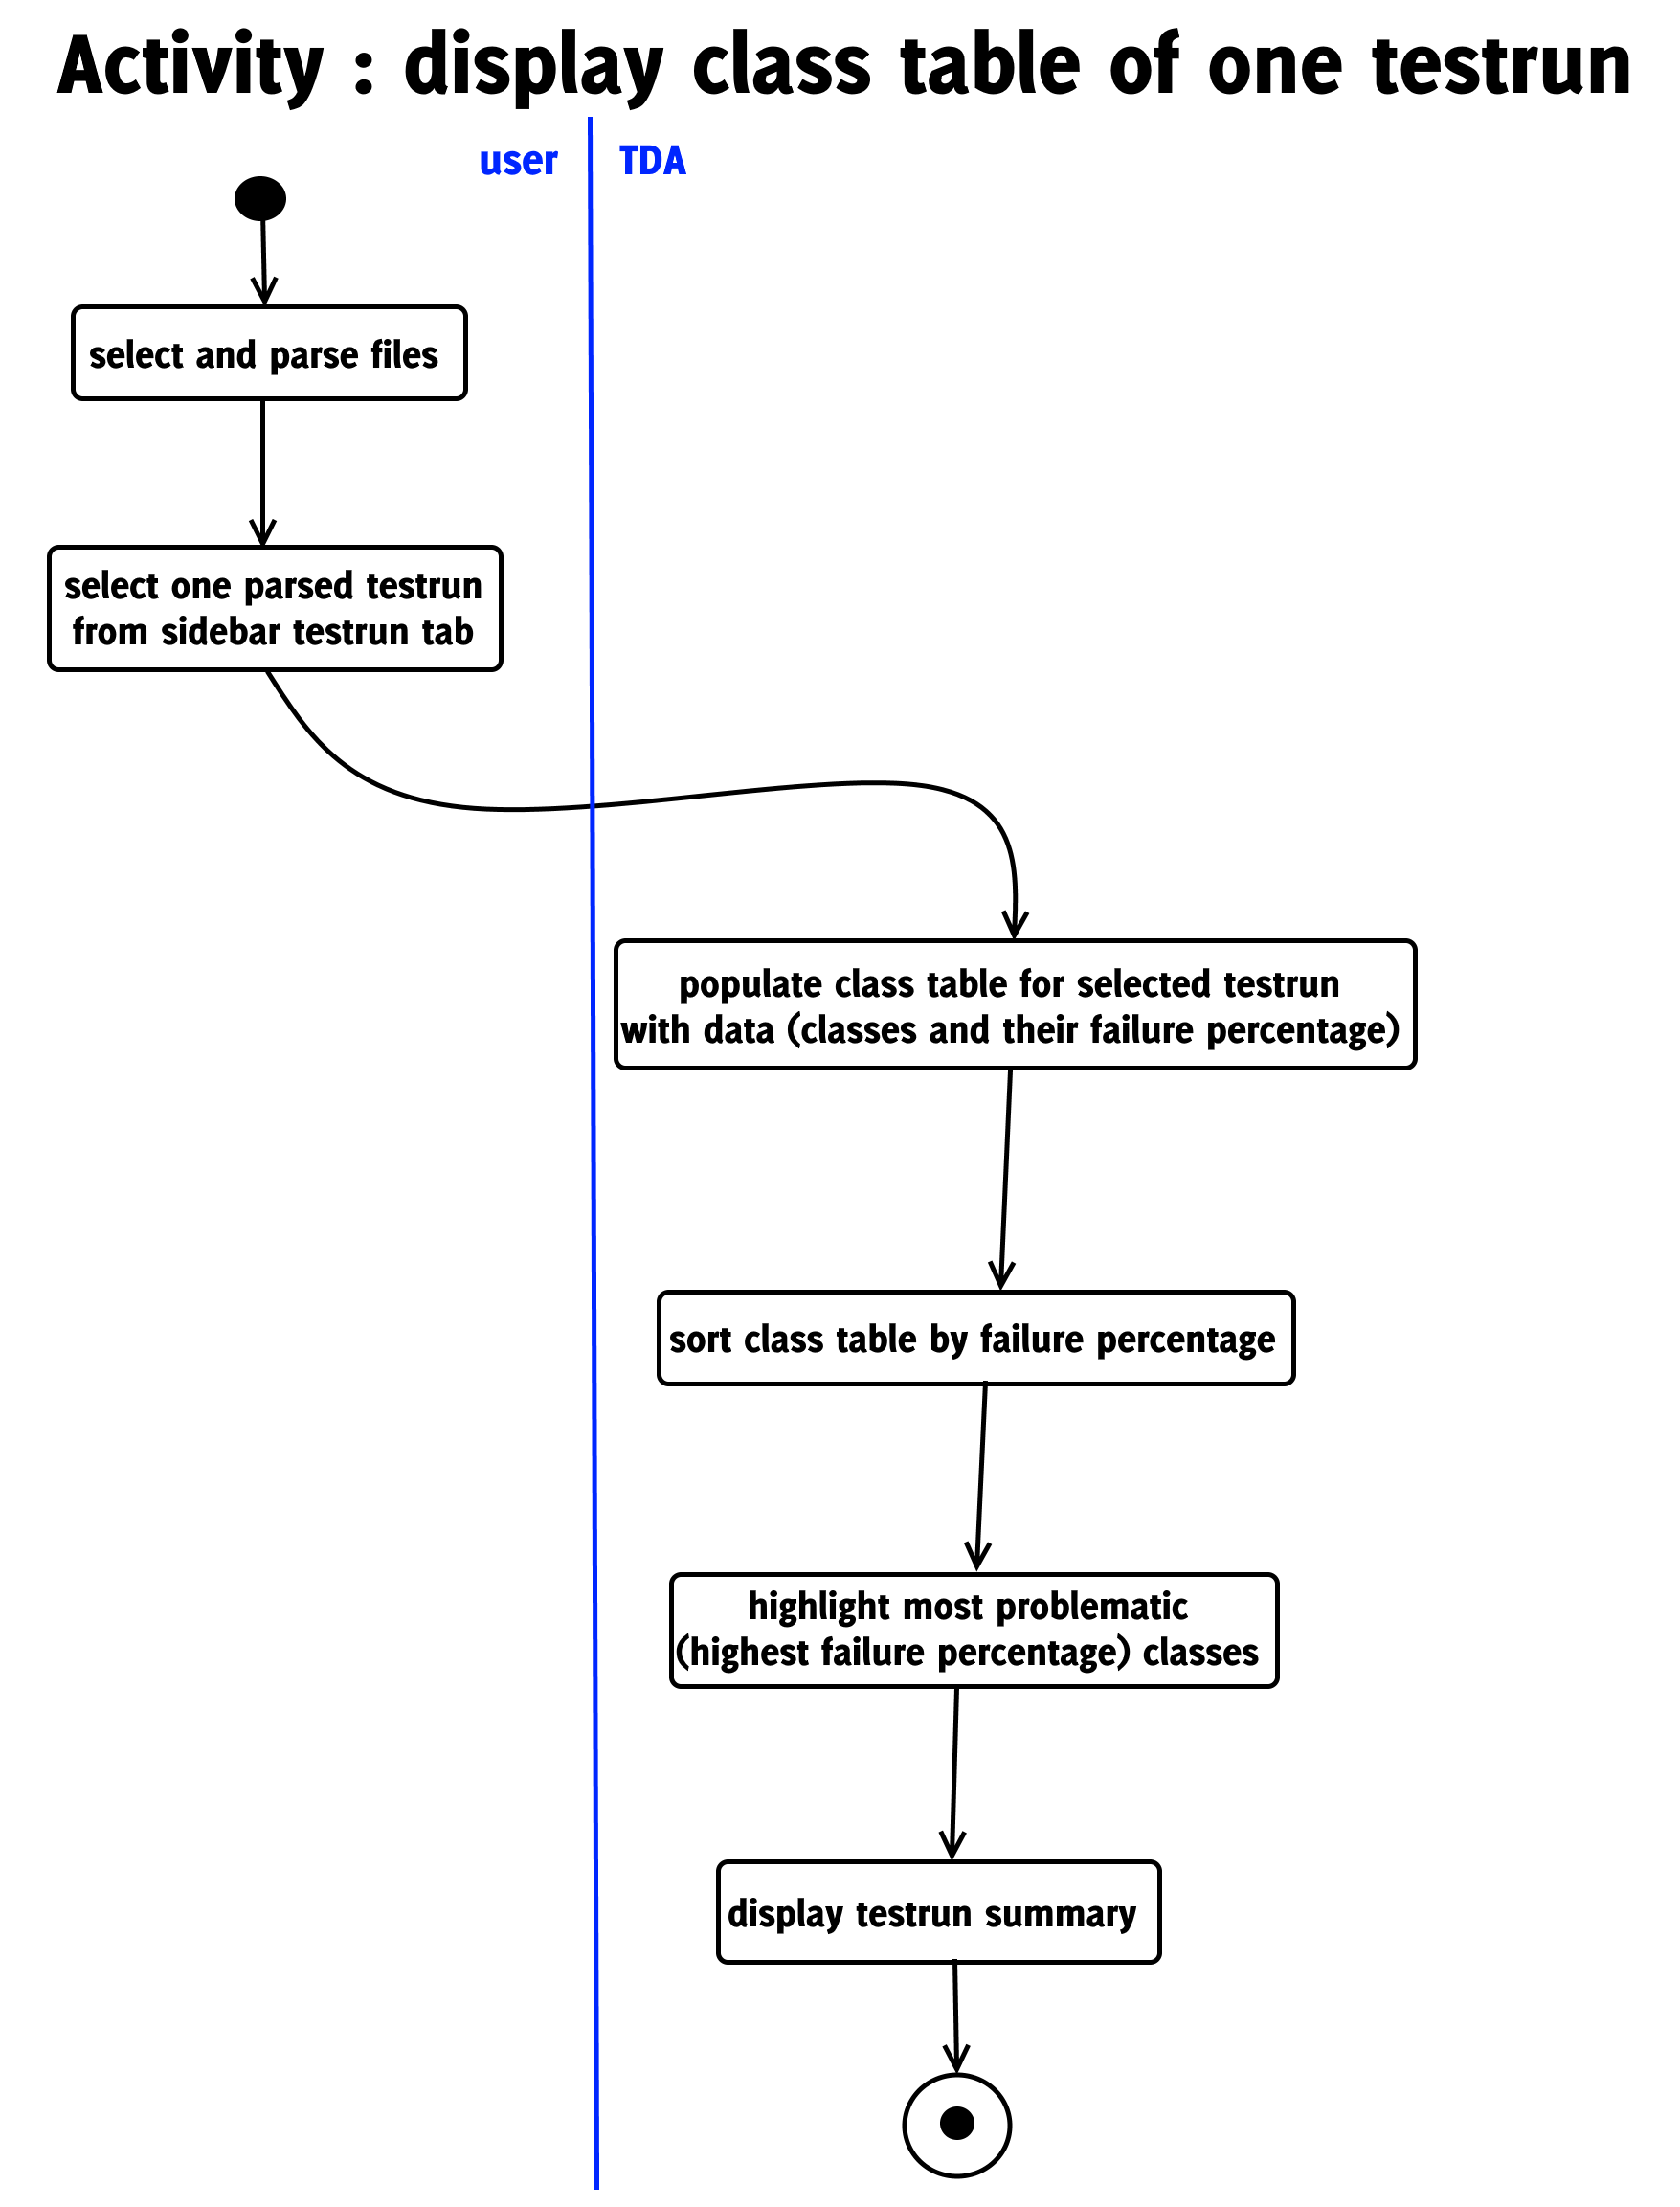 Activity : display class table of one testrun
user
TDA
select and parse files
select one parsed testrun
from sidebar testrun tab
populate class table for selected testrun
with data (classes and their failure percentage)
sort class table by failure percentage
highlight most problematic
(highest failure percentage) classes
display testrun summary